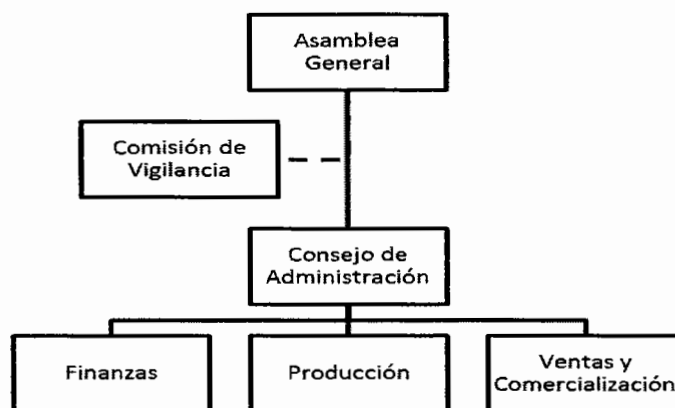 Asamblea
General
Comisión de
Vigilancia
Consejo de
Administración
Finanzas
Producción
Ventas y
Comercialización